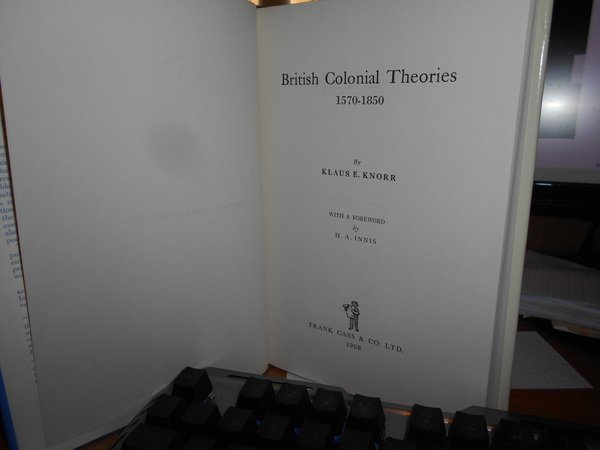 British Colonial Theories
1570-1850
By
KLAUS E. KNORR
WITH A FOREWORD
by
H. A. INNIS
FRANK CASS & CO. LTD.
1968